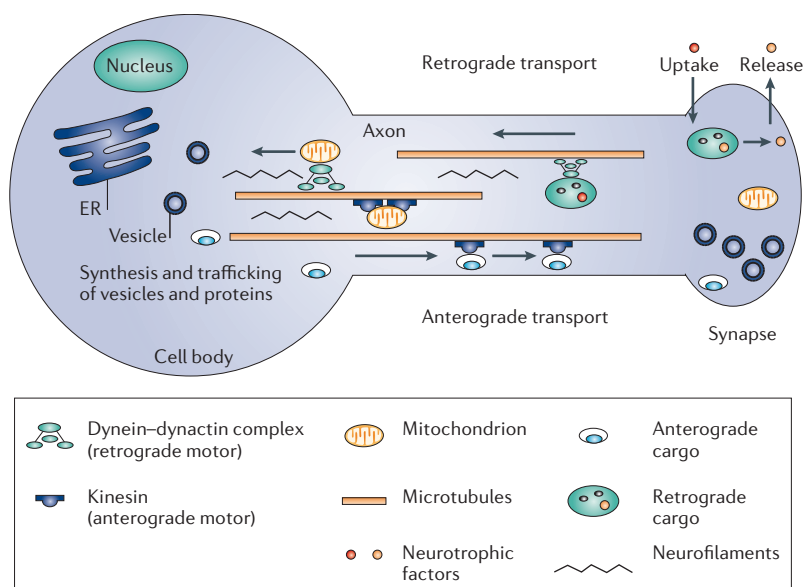 Nucleus
Retrograde transport
Uptake
Release
Axon
ER
Vesicle
Synthesis and trafficking
of vesicles and proteins
Anterograde transport
Synapse
Cell body
Dynein–dynactin complex
(retrograde motor)
Mitochondrion
Anterograde
cargo
Kinesin
(anterograde motor)
Microtubules
Retrograde
cargo
Neurotrophic
factors
Neurofilaments